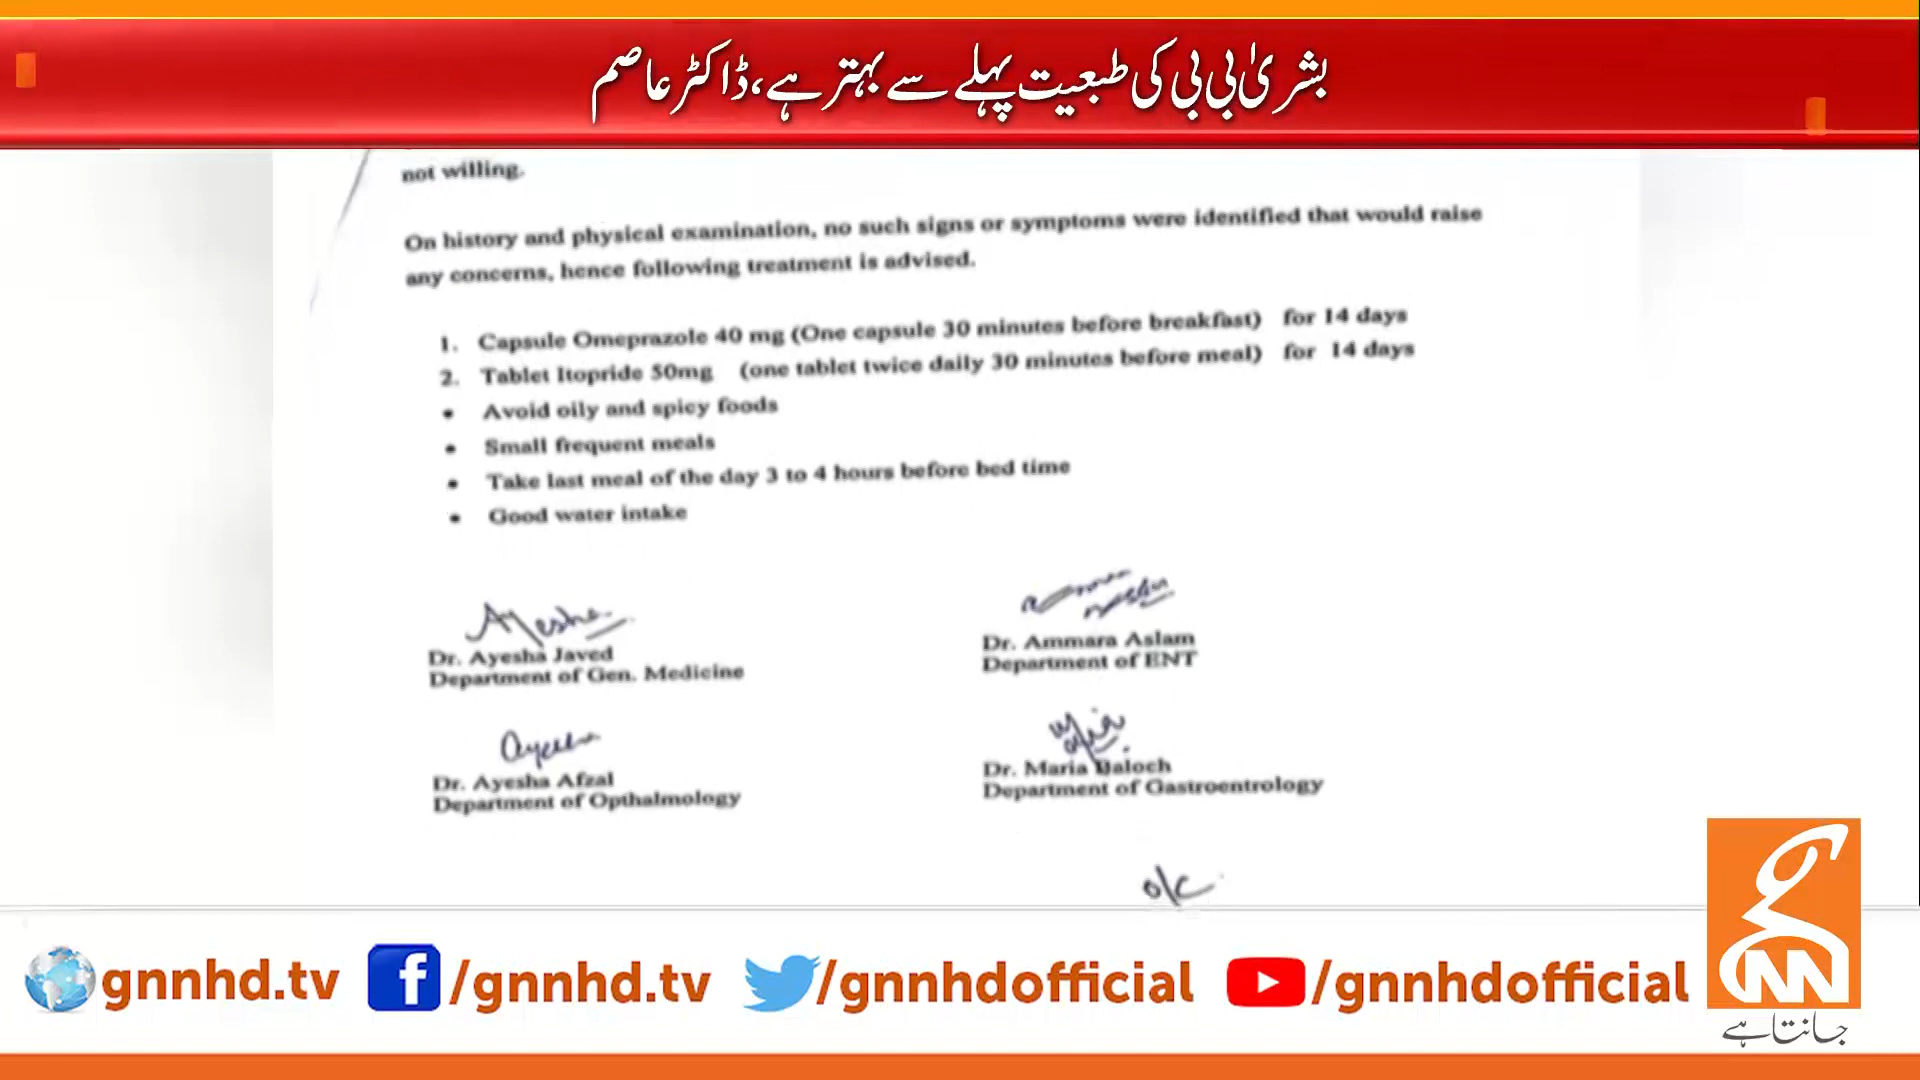 بشریٰ بی بی کی طبعیت پہلے سے بہتر ہے، ڈاکٹر عاصم
not willing.
On history and physical examination, no such signs or symptoms were identified that would raise
any concerns, hence following treatment is advised.
1. Capsule Omeprazole 40 mg (One capsule 30 minutes before breakfast) for 14 days
2. Tablet Itopride 50mg (one tablet twice daily 30 minutes before meal) for 14 days
• Avoid oily and spicy foods
• Small frequent meals
• Take last meal of the day 3 to 4 hours before bed time
• Good water intake
Ayesha
Dr. Ayesha Javed
Department of Gen. Medicine
Dr. Ammara Aslam
Department of ENT
Dr. Ayesha Afzal
Department of Opthalmology
Dr. Maria Baloch
Department of Gastroentrology
o/c
gnnhd.tv /gnnhd.tv /gnnhdofficial /gnnhdofficial
GNN
جانتا ہے